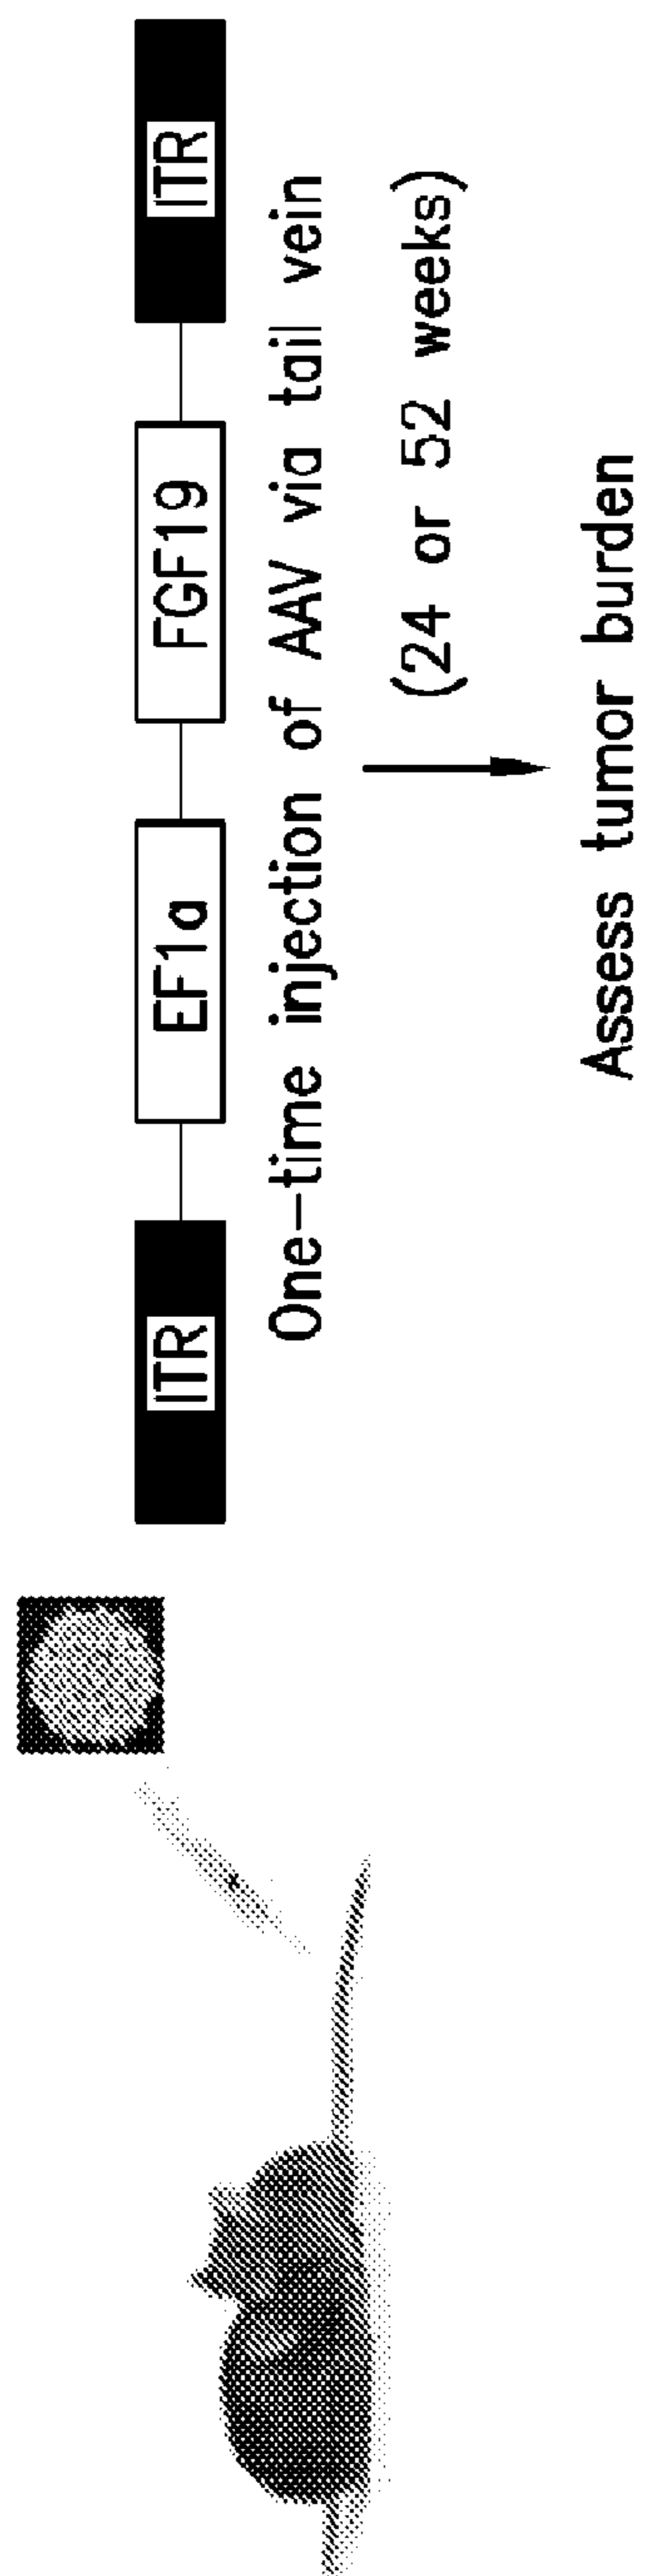 ITR EF1a FGF19 ITR
One-time injection of AAV via tail vein
(24 or 52 weeks)
Assess tumor burden